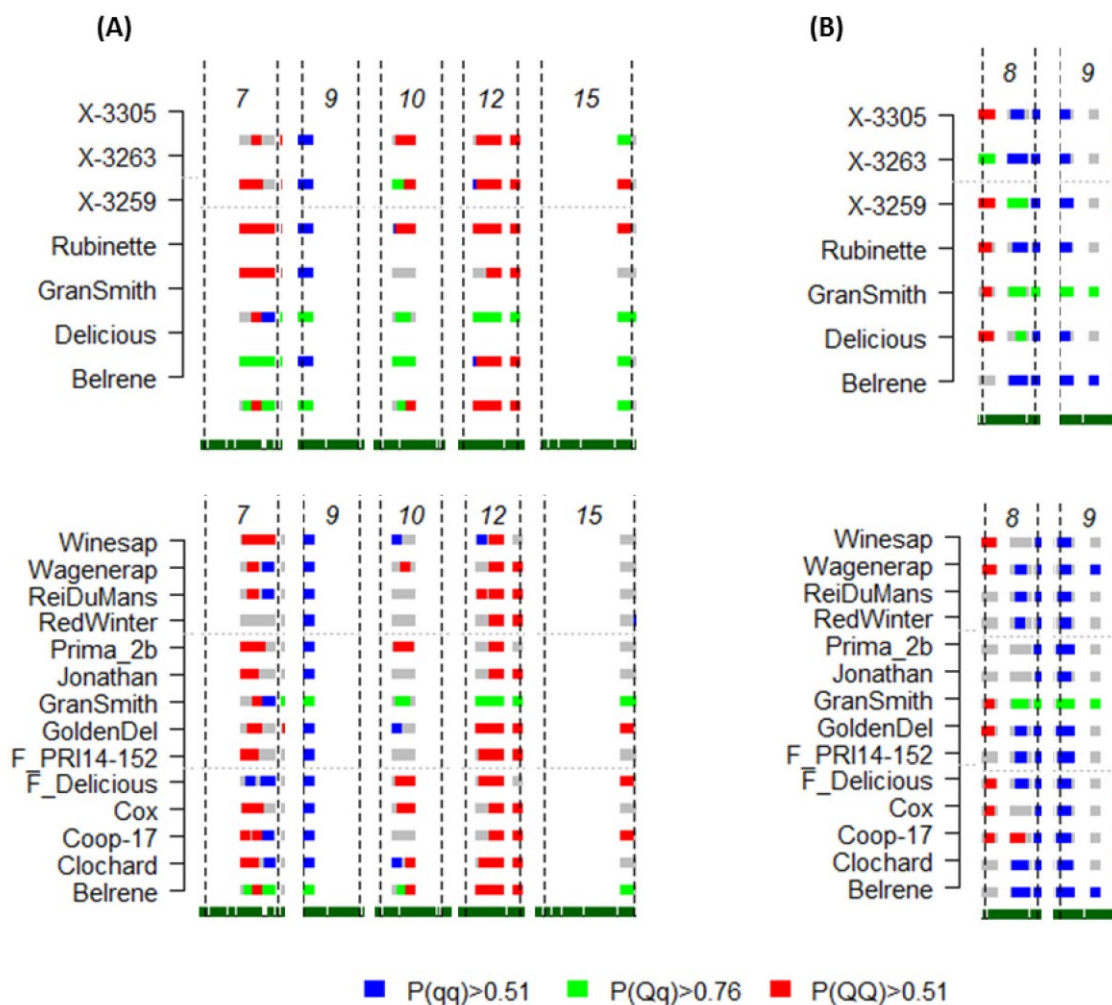 (A) (B)
7 9 10 12 15 8 9
X-3305 X-3305
X-3263 X-3263
X-3259 X-3259
Rubinette Rubinette
GranSmith GranSmith
Delicious Delicious
Belrene Belrene
7 9 10 12 15 8 9
Winesap Winesap
Wagenerap Wagenerap
ReiDuMans ReiDuMans
RedWinter RedWinter
Prima_2b Prima_2b
Jonathan Jonathan
GranSmith GranSmith
GoldenDel GoldenDel
F_PRI14-152 F_PRI14-152
F_Delicious F_Delicious
Cox Cox
Coop-17 Coop-17
Clochard Clochard
Belrene Belrene
P(qq)>0.51 P(Qq)>0.76 P(QQ)>0.51